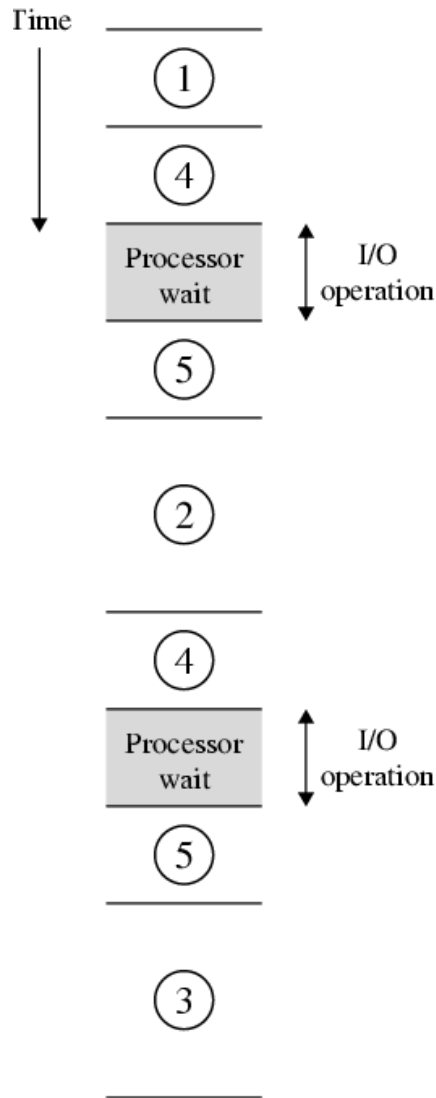 Time
1
4
Processor
wait
I/O
operation
5
2
4
Processor
wait
I/O
operation
5
3